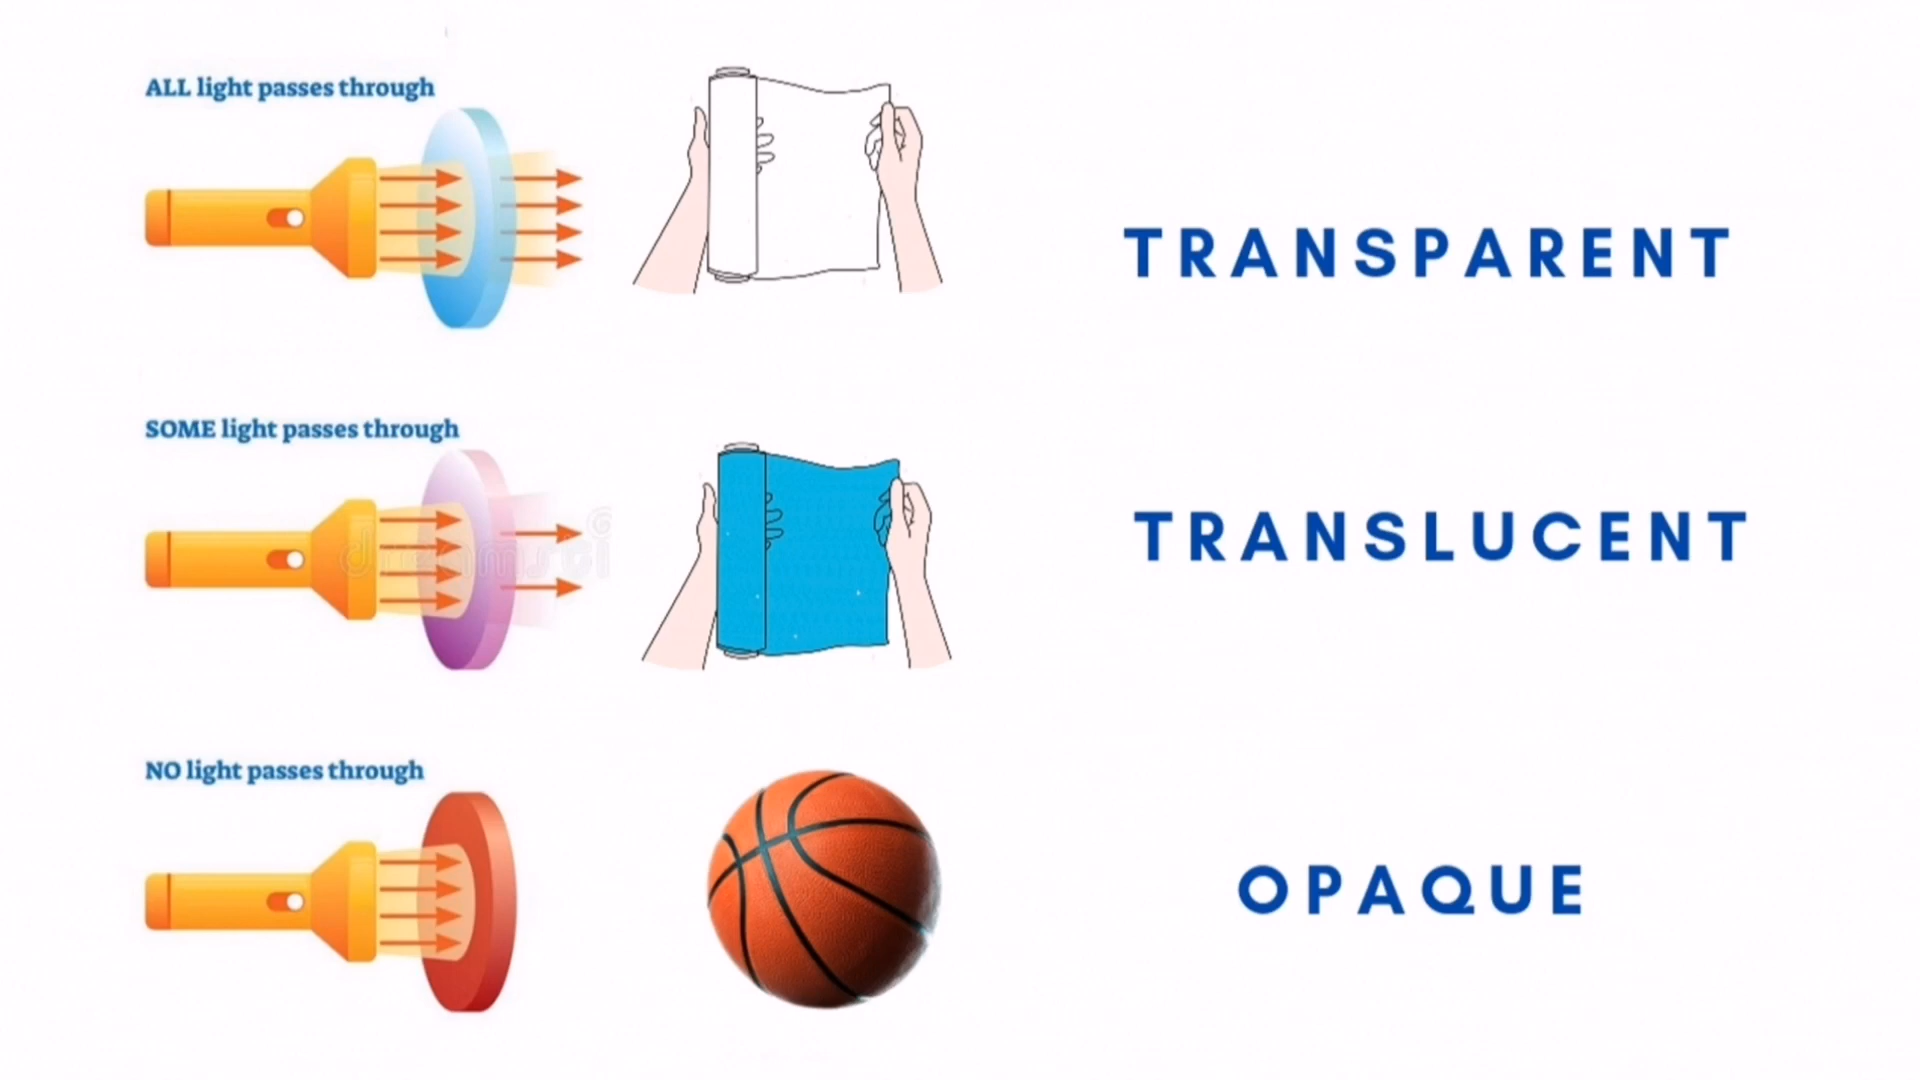 ALL light passes through
TRANSPARENT
SOME light passes through
TRANSLUCENT
NO light passes through
OPAQUE